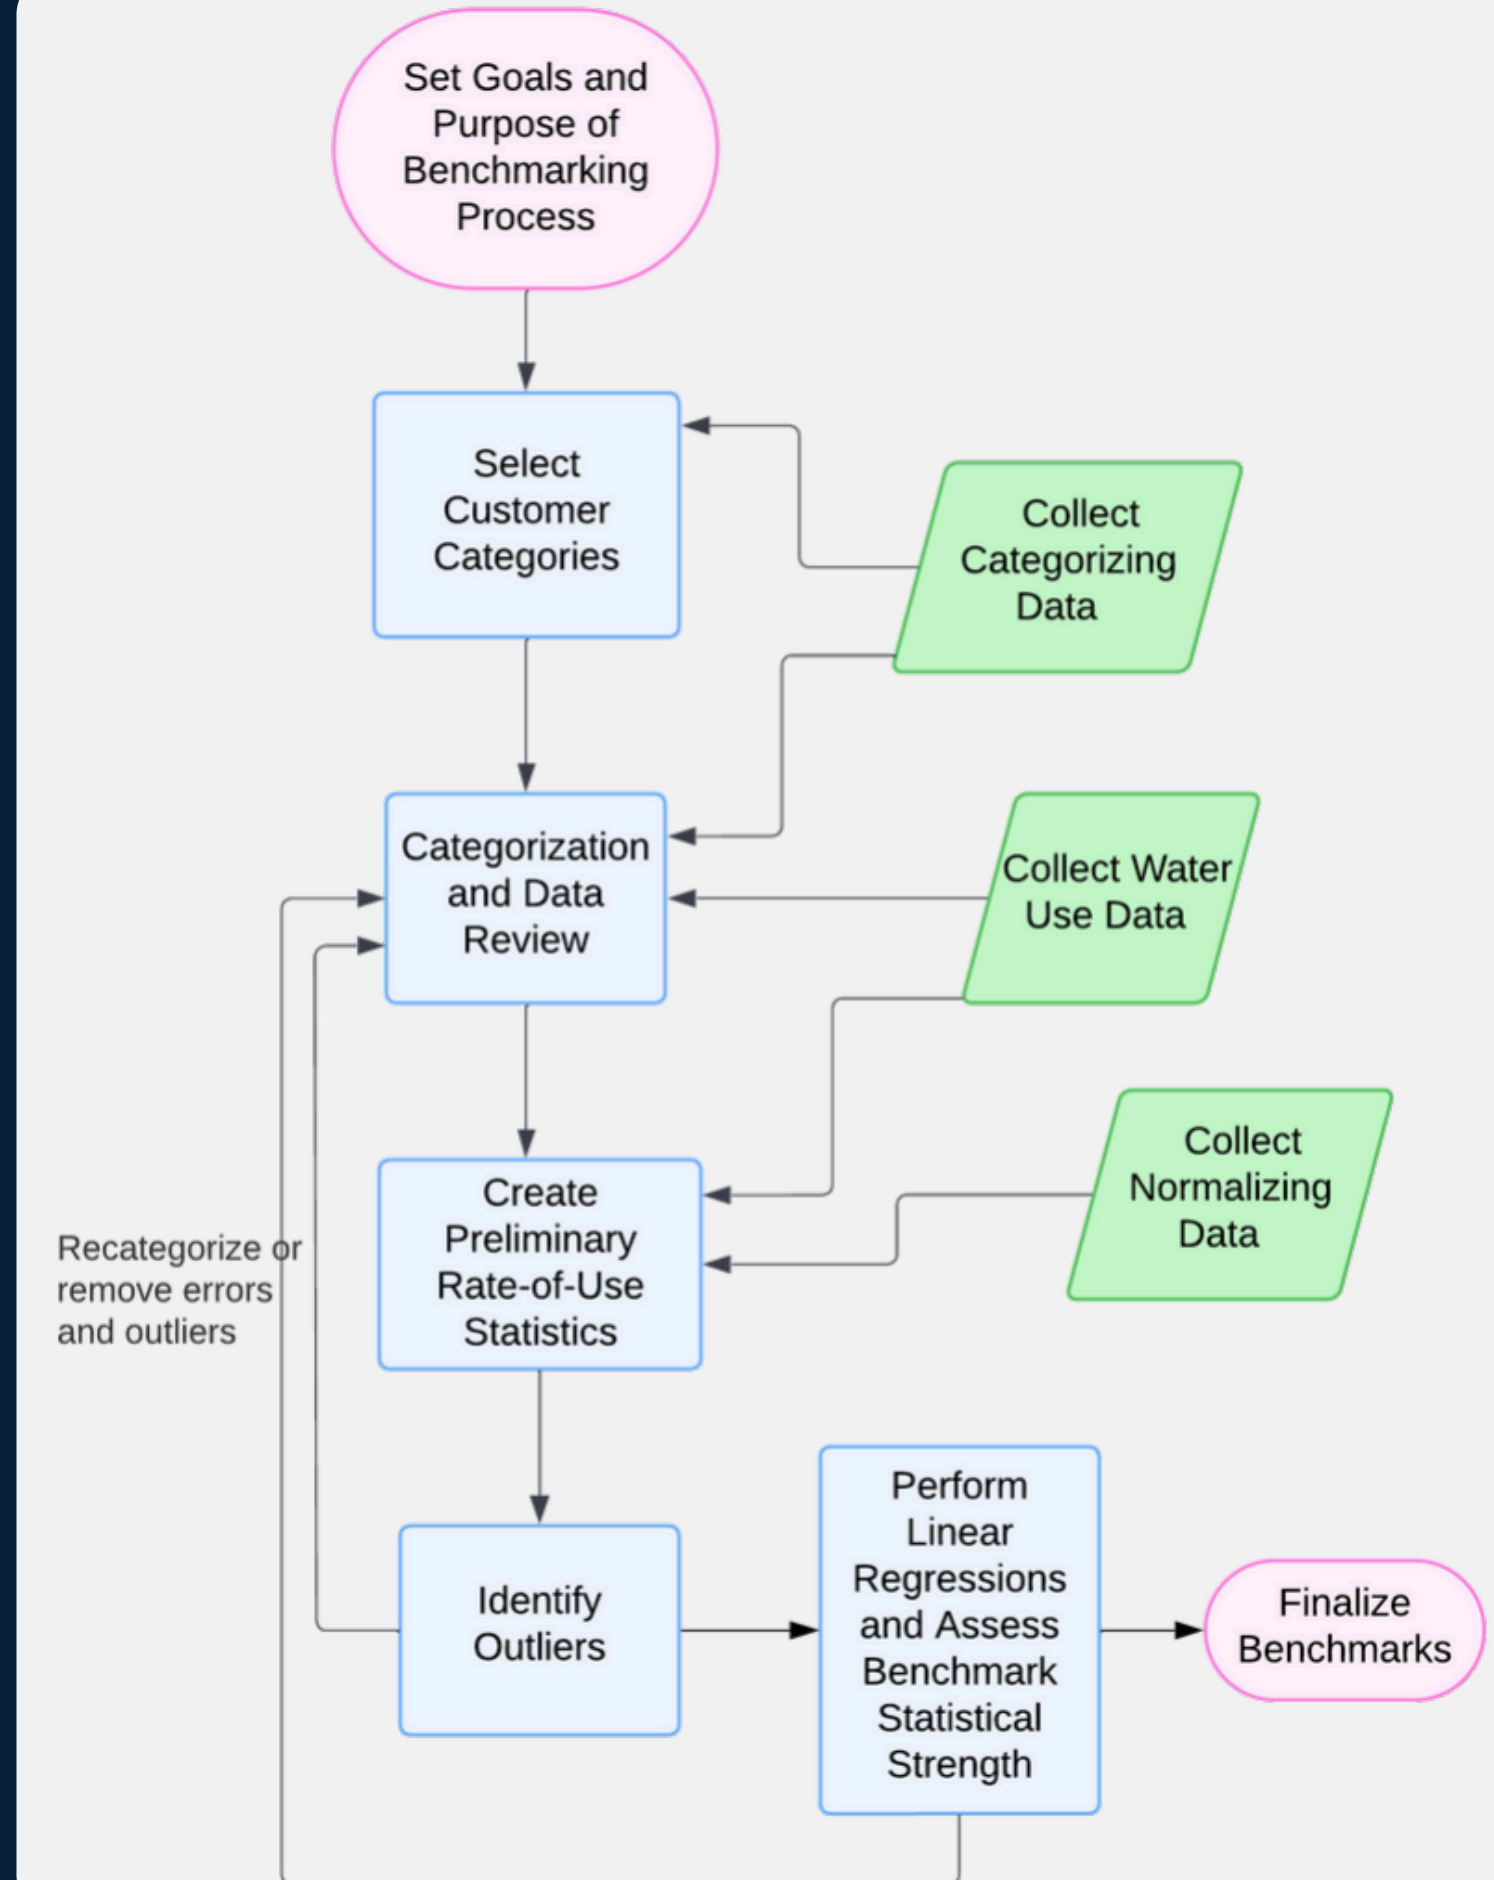 Set Goals and
Purpose of
Benchmarking
Process
Select
Customer
Categories
Collect
Categorizing
Data
Categorization
and Data
Review
Collect Water
Use Data
Collect
Normalizing
Data
Create
Preliminary
Rate-of-Use
Statistics
Recategorize or
remove errors
and outliers
Identify
Outliers
Perform
Linear
Regressions
and Assess
Benchmark
Statistical
Strength
Finalize
Benchmarks